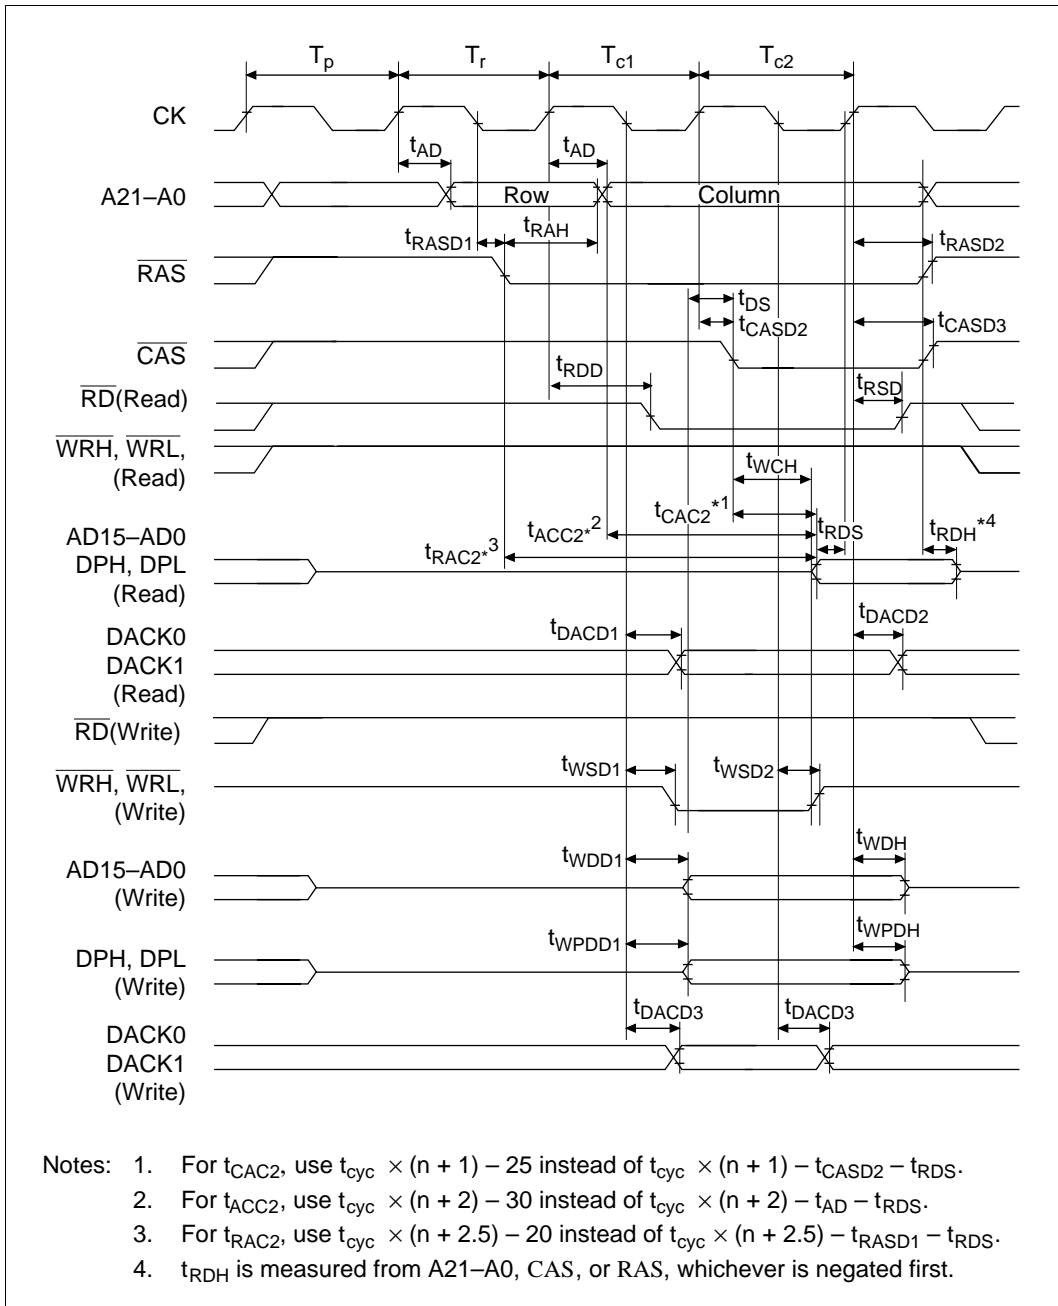 Tp Tr Tc1 Tc2
CK
tAD tAD
A21–A0 Row Column
tRASD1 tRAH tRASD2
RAS
tDS
tCASD2 tCASD3
CAS
tRDD tRSD
RD(Read)
WRH, WRL,
(Read)
tWCH
tCAC2*1
tACC2*2 tRDS tRDH*4
tRAC2*3
AD15–AD0
DPH, DPL
(Read)
tDACD1 tDACD2
DACK0
DACK1
(Read)
RD(Write)
tWSD1 tWSD2
WRH, WRL,
(Write)
tWDD1 tWDH
AD15–AD0
(Write)
tWPDD1 tWPDH
DPH, DPL
(Write)
tDACD3 tDACD3
DACK0
DACK1
(Write)
Notes: 1. For tCAC2, use tcyc × (n + 1) – 25 instead of tcyc × (n + 1) – tCASD2 – tRDS.
2. For tACC2, use tcyc × (n + 2) – 30 instead of tcyc × (n + 2) – tAD – tRDS.
3. For tRAC2, use tcyc × (n + 2.5) – 20 instead of tcyc × (n + 2.5) – tRASD1 – tRDS.
4. tRDH is measured from A21–A0, CAS, or RAS, whichever is negated first.